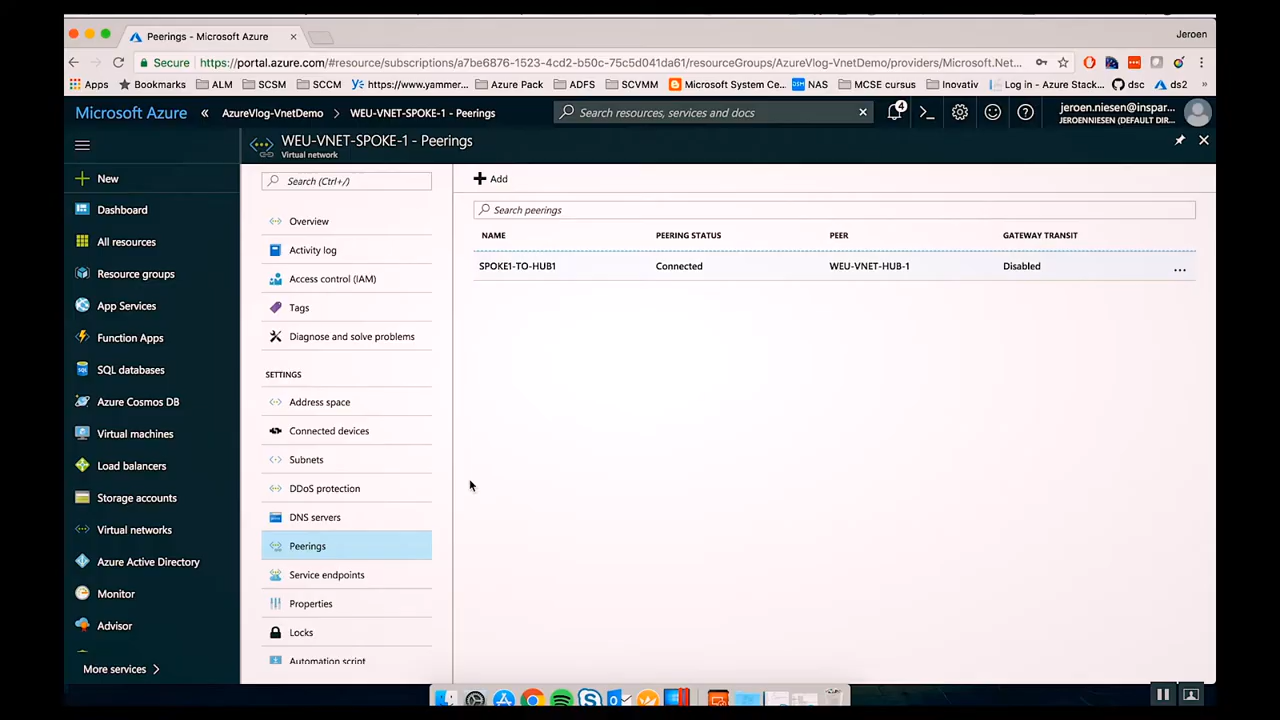 Peerings - Microsoft Azure
Jeroen
Secure https://portal.azure.com/#resource/subscriptions/a7be6876-1523-4cd2-b50c-75c5d041da61/resourceGroups/AzureVlog-VnetDemo/providers/Microsoft.Net...
Apps Bookmarks ALM SCSM SCCM https://www.yammer... Azure Pack ADFS SCVMM Microsoft System Ce... NAS MCSE cursus Inovativ Log in - Azure Stack... dsc ds2
Microsoft Azure AzureVlog-VnetDemo WEU-VNET-SPOKE-1 - Peerings Search resources, services and docs 4 jeroen.niesen@inspar...
JEROENNIESEN (DEFAULT DIR...
WEU-VNET-SPOKE-1 - Peerings
Virtual network
New
Dashboard
All resources
Resource groups
App Services
Function Apps
SQL databases
Azure Cosmos DB
Virtual machines
Load balancers
Storage accounts
Virtual networks
Azure Active Directory
Monitor
Advisor
More services
Search (Ctrl+/)
Overview
Activity log
Access control (IAM)
Tags
Diagnose and solve problems
SETTINGS
Address space
Connected devices
Subnets
DDoS protection
DNS servers
Peerings
Service endpoints
Properties
Locks
Automation script
Add
Search peerings
NAME PEERING STATUS PEER GATEWAY TRANSIT
SPOKE1-TO-HUB1 Connected WEU-VNET-HUB-1 Disabled ...